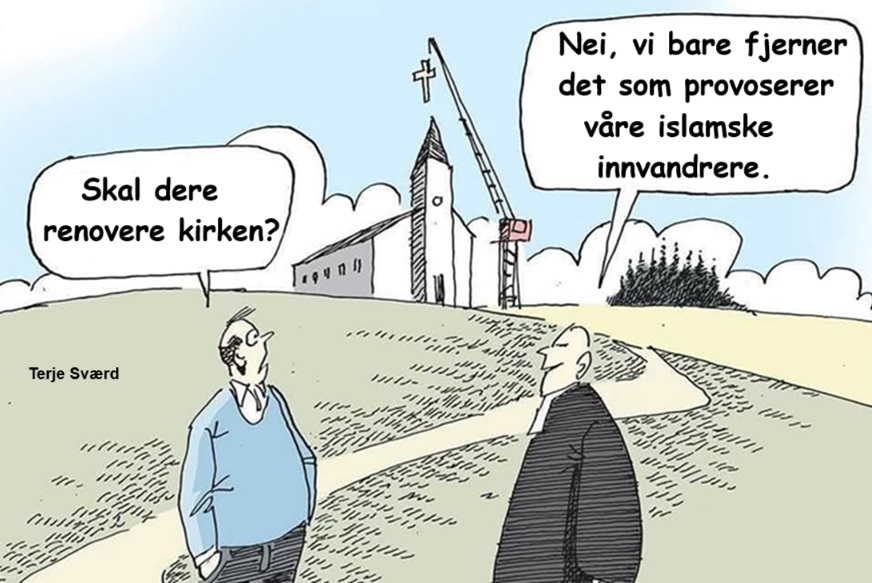 Skal dere
renovere kirken?
Nei, vi bare fjerner
det som provoserer
våre islamske
innvandrere.
Terje Sværd